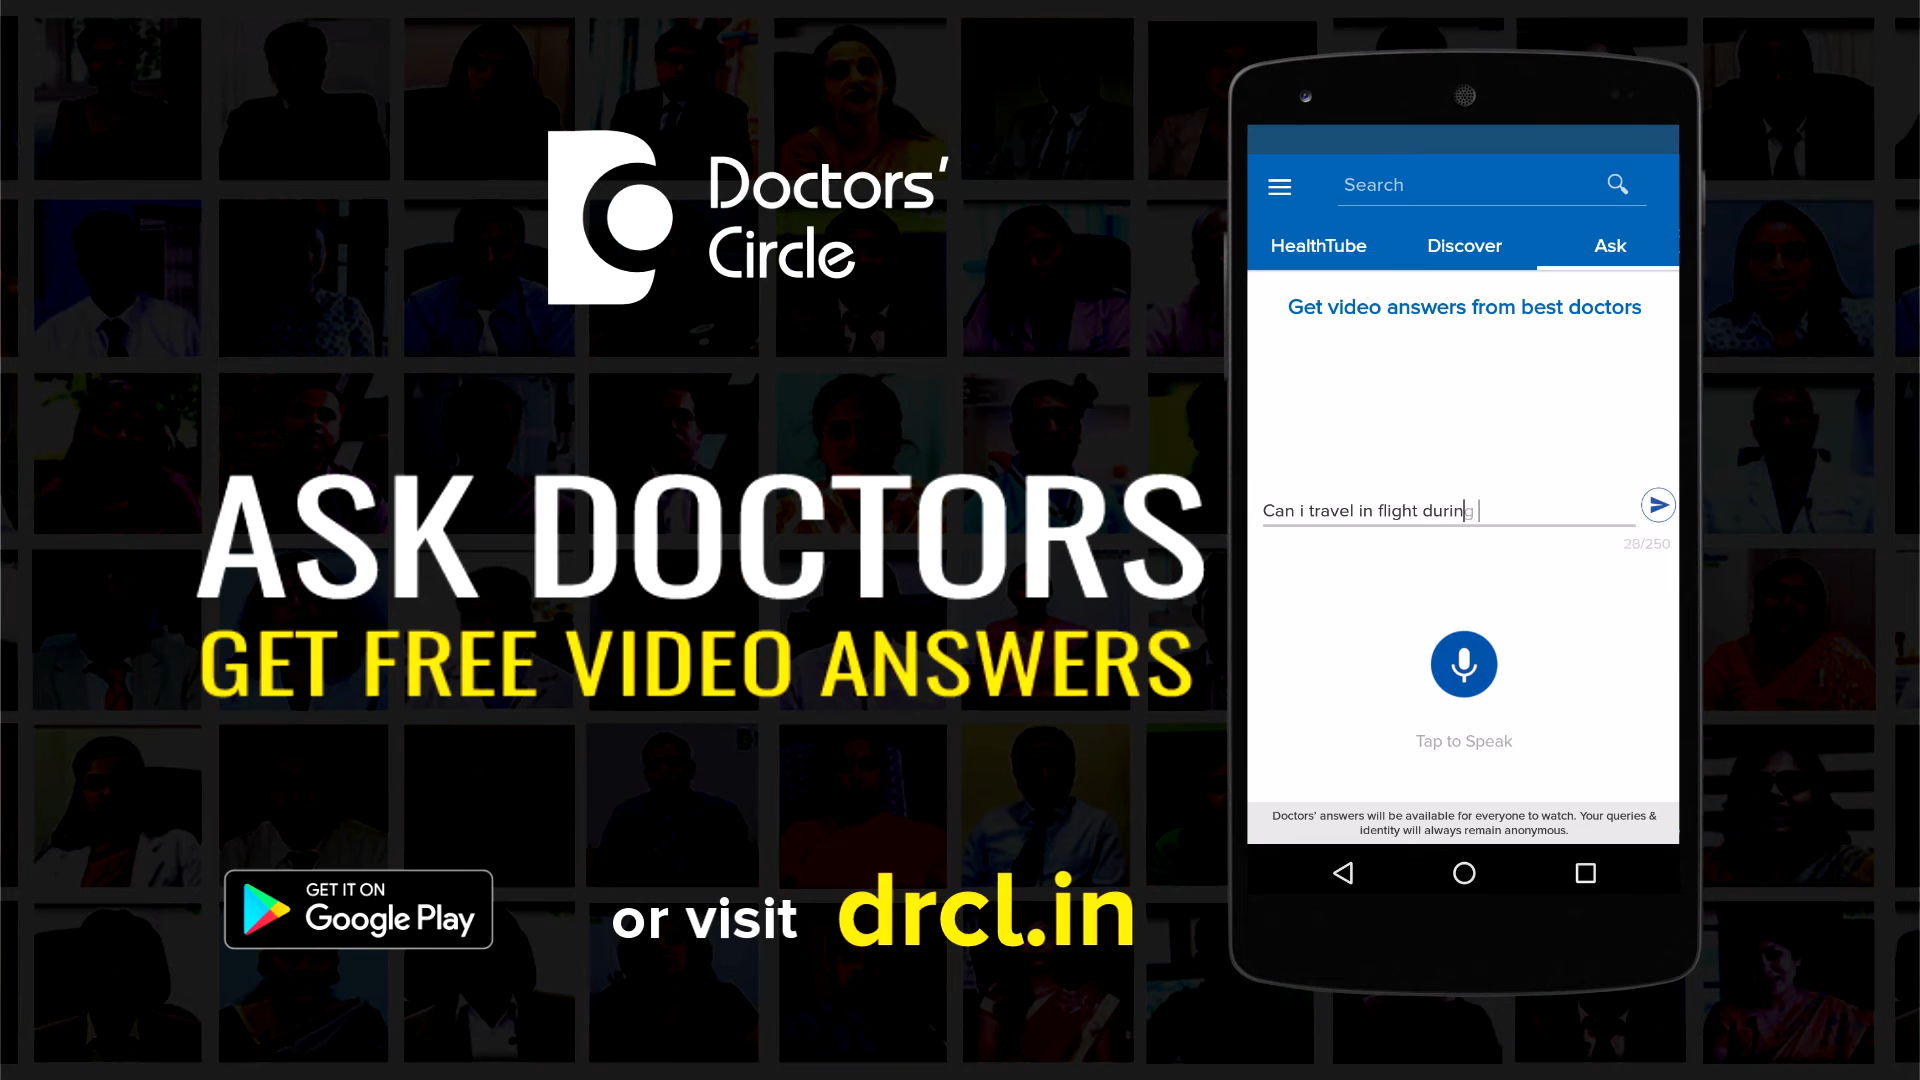 Doctors'
Circle
ASK DOCTORS
GET FREE VIDEO ANSWERS
GET IT ON
Google Play
or visit drcl.in
Search
HealthTube Discover Ask
Get video answers from best doctors
Can i travel in flight during
28/250
Tap to Speak
Doctors' answers will be available for everyone to watch. Your queries &
identity will always remain anonymous.